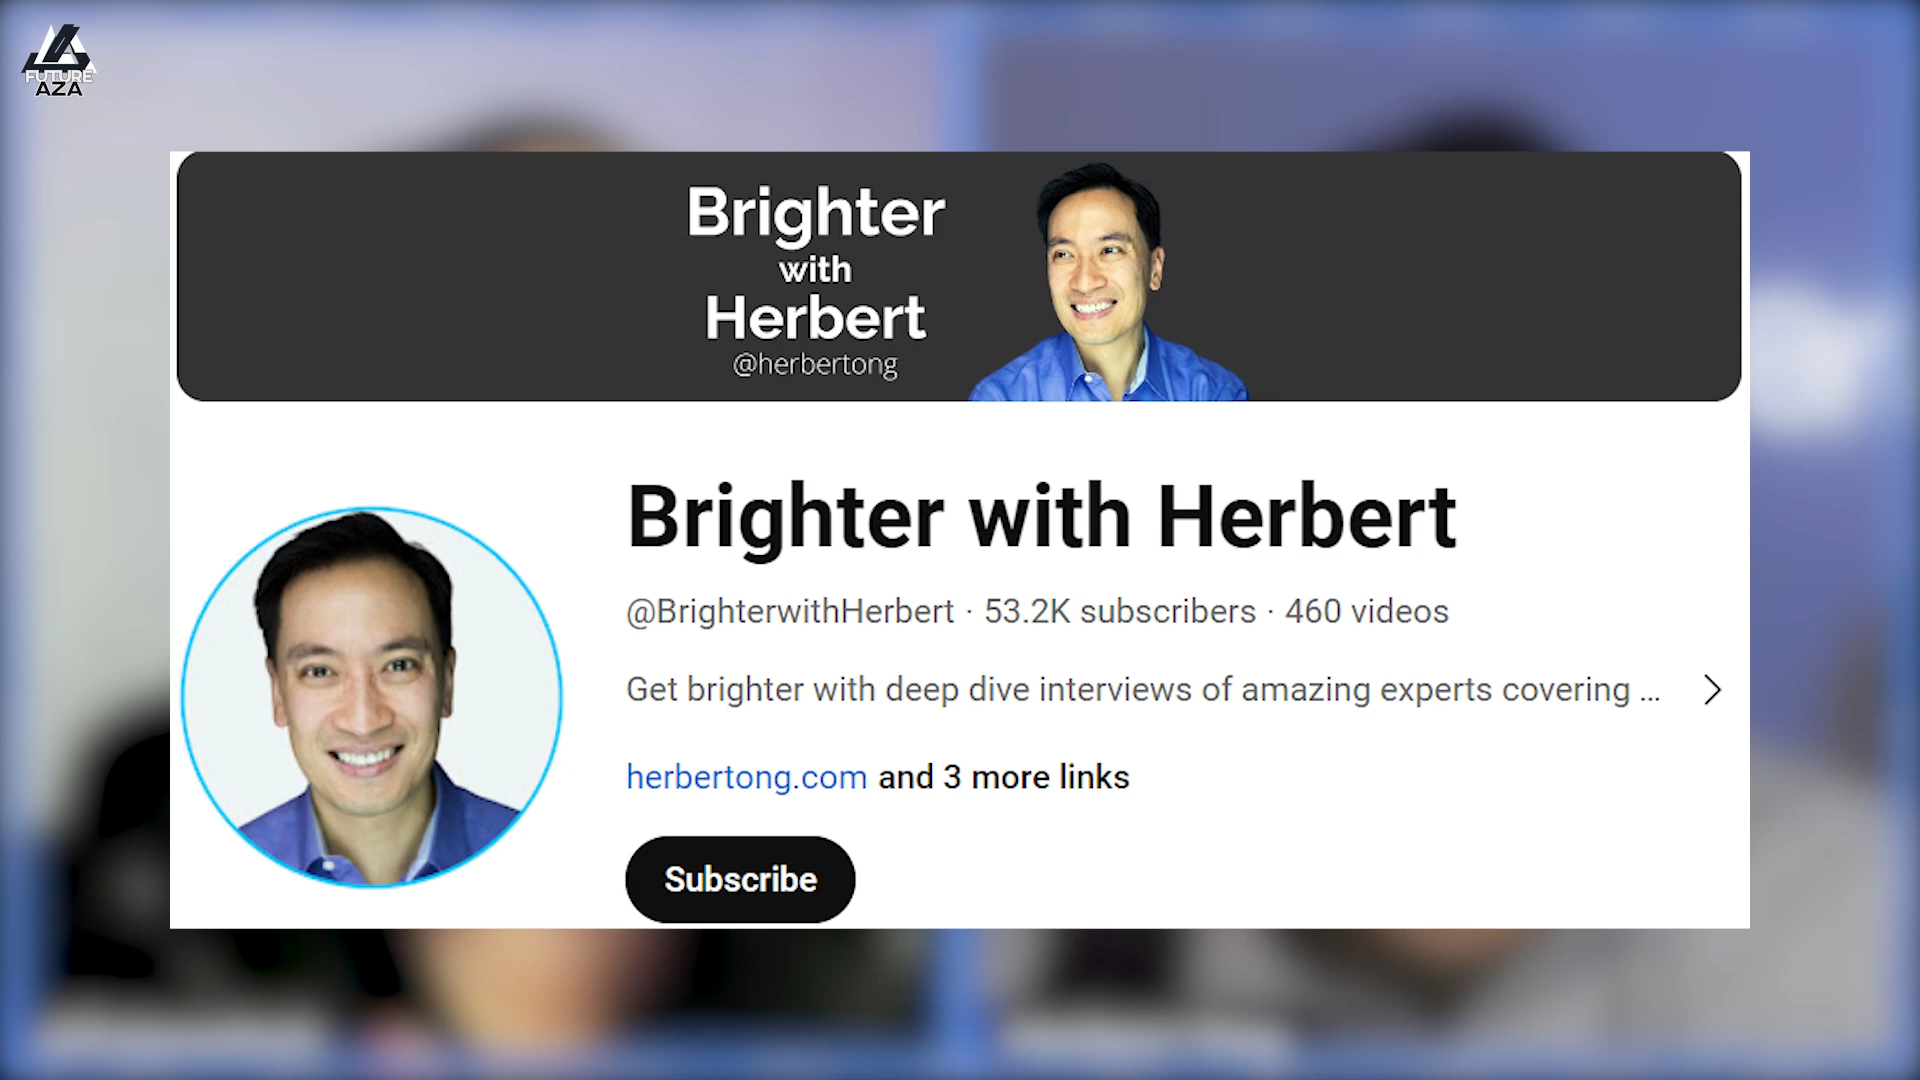 FUTURE
AZA
Brighter
with
Herbert
@herbertong
Brighter with Herbert
@BrighterwithHerbert · 53.2K subscribers · 460 videos
Get brighter with deep dive interviews of amazing experts covering ...
herbertong.com and 3 more links
Subscribe